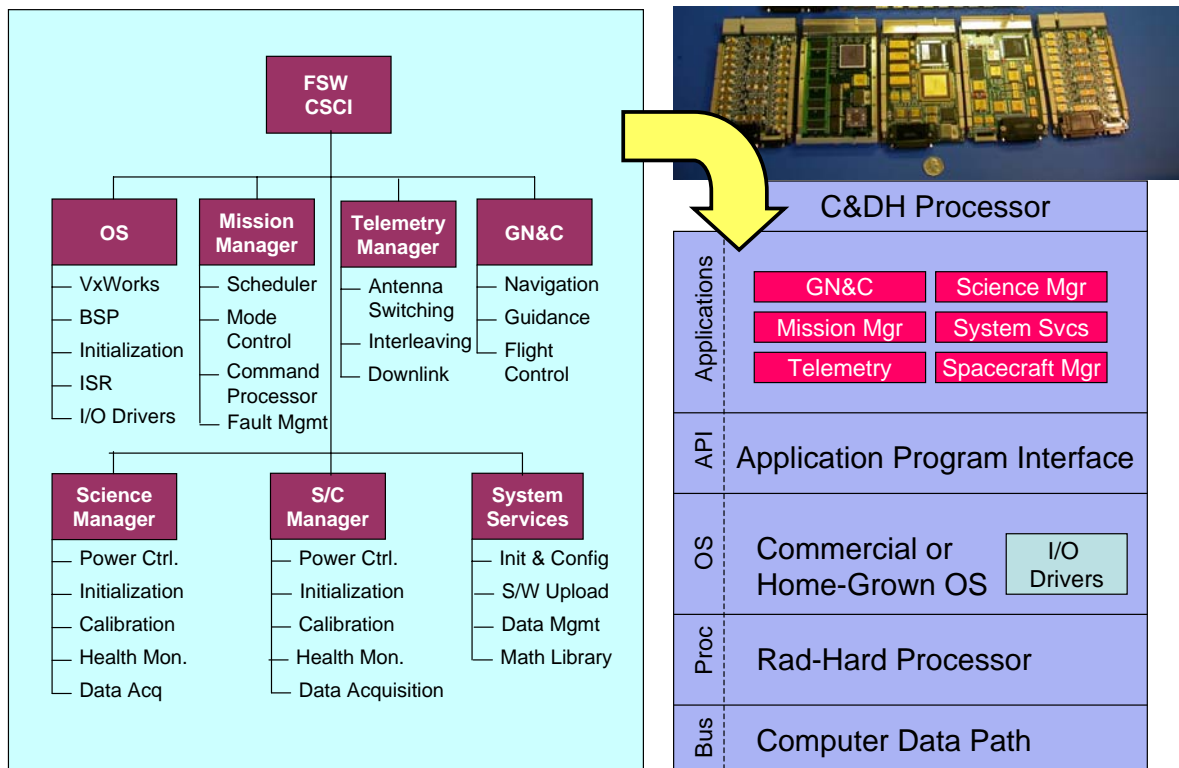 FSW
CSCI
OS
VxWorks
BSP
Initialization
ISR
I/O Drivers
Mission
Manager
Scheduler
Mode
Control
Command
Processor
Fault Mgmt
Telemetry
Manager
Antenna
Switching
Interleaving
Downlink
GN&C
Navigation
Guidance
Flight
Control
Science
Manager
Power Ctrl.
Initialization
Calibration
Health Mon.
Data Acq
S/C
Manager
Power Ctrl.
Initialization
Calibration
Health Mon.
Data Acquisition
System
Services
Init & Config
S/W Upload
Data Mgmt
Math Library
C&DH Processor
Applications
GN&C
Science Mgr
Mission Mgr
System Svcs
Telemetry
Spacecraft Mgr
API
Application Program Interface
OS
Commercial or
Home-Grown OS
I/O
Drivers
Proc
Rad-Hard Processor
Bus
Computer Data Path